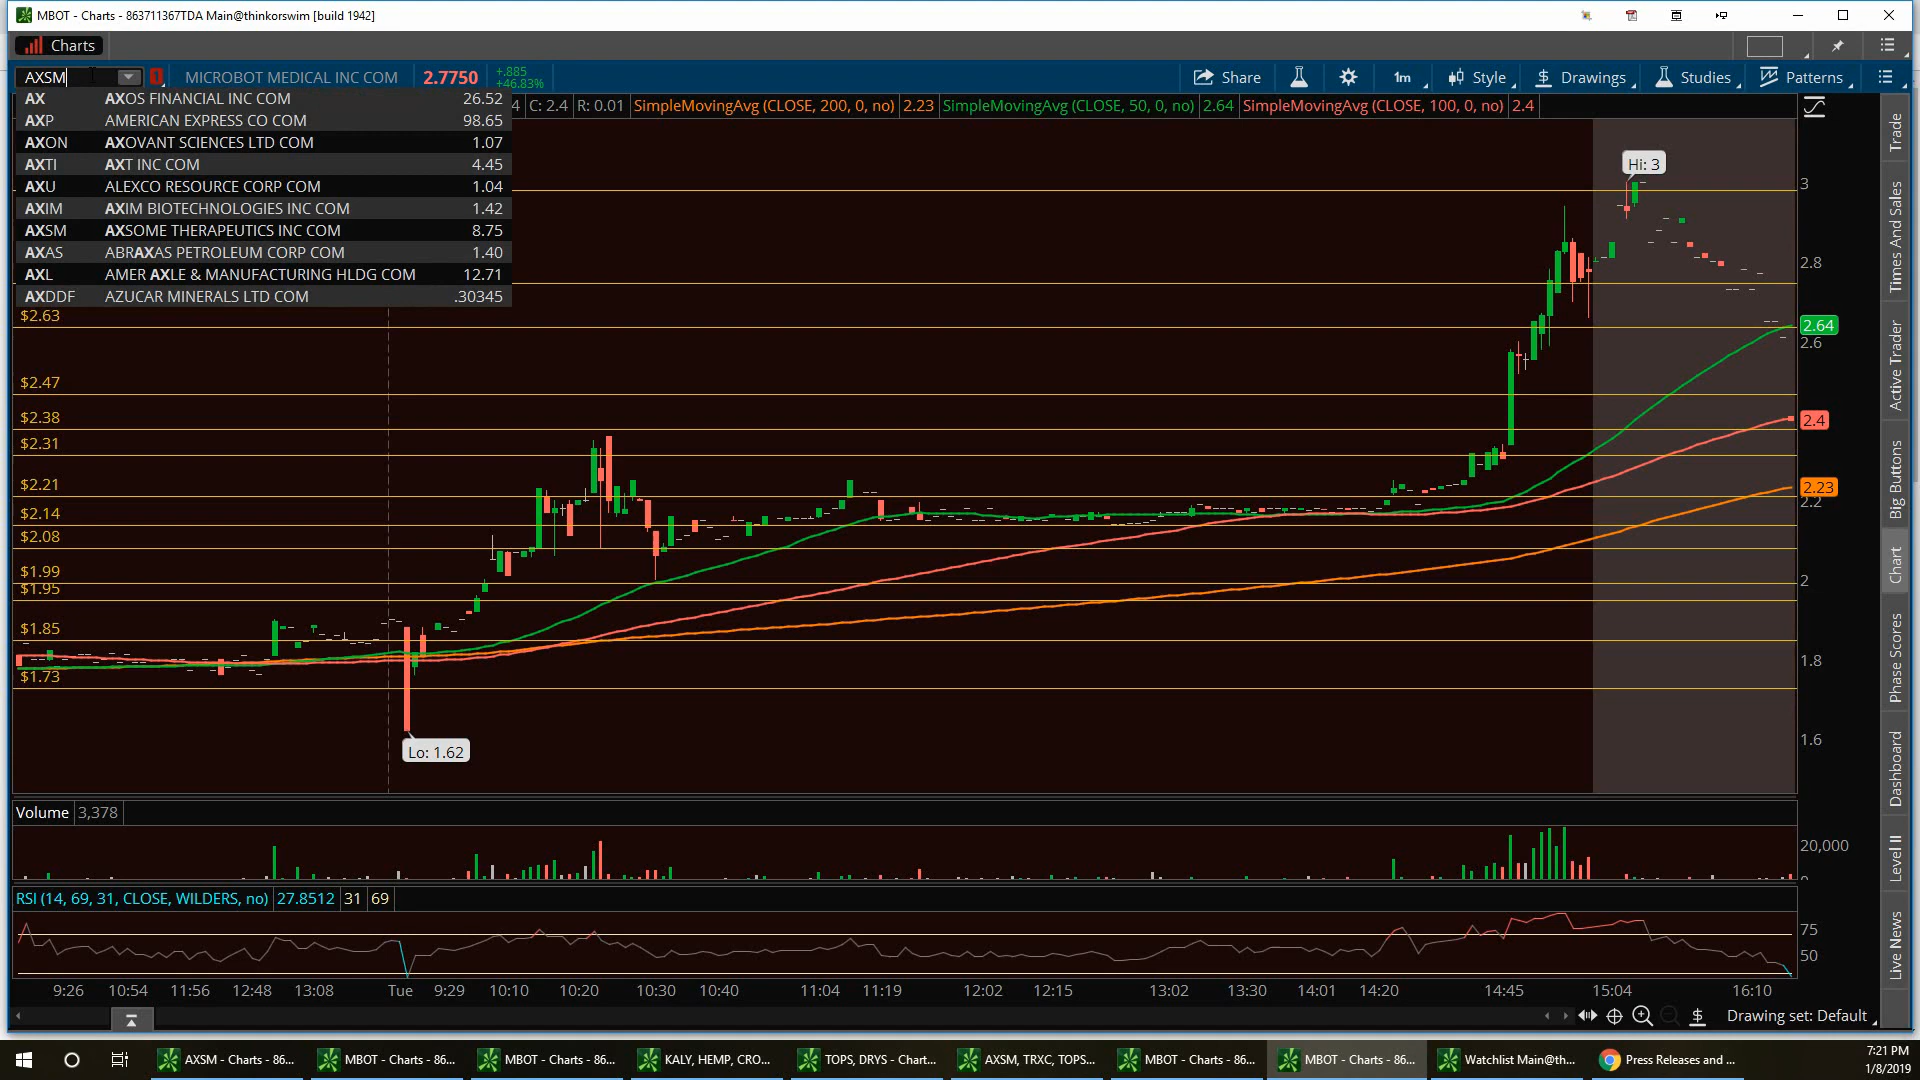 MBOT - Charts - 863711367TDA Main@thinkorswim [build 1942]
Charts
AXSM
1
MICROBOT MEDICAL INC COM
2.7750
+.885
+46.83%
Share
1m
Style
$ Drawings
Studies
Patterns
4 C: 2.4 R: 0.01 SimpleMovingAvg (CLOSE, 200, 0, no) 2.23 SimpleMovingAvg (CLOSE, 50, 0, no) 2.64 SimpleMovingAvg (CLOSE, 100, 0, no) 2.4
AX AXOS FINANCIAL INC COM 26.52
AXP AMERICAN EXPRESS CO COM 98.65
AXON AXOVANT SCIENCES LTD COM 1.07
AXTI AXT INC COM 4.45
AXU ALEXCO RESOURCE CORP COM 1.04
AXIM AXIM BIOTECHNOLOGIES INC COM 1.42
AXSM AXSOME THERAPEUTICS INC COM 8.75
AXAS ABRAXAS PETROLEUM CORP COM 1.40
AXL AMER AXLE & MANUFACTURING HLDG COM 12.71
AXDDF AZUCAR MINERALS LTD COM .30345
Hi: 3
$2.63
$2.47
$2.38
$2.31
$2.21
$2.14
$2.08
$1.99
$1.95
$1.85
$1.73
Lo: 1.62
3
2.8
2.64
2.6
2.4
2.23
2.2
2
1.8
1.6
Volume 3,378
20,000
0
RSI (14, 69, 31, CLOSE, WILDERS, no) 27.8512 31 69
75
50
9:26 10:54 11:56 12:48 13:08 Tue 9:29 10:10 10:20 10:30 10:40 11:04 11:19 12:02 12:15 13:02 13:30 14:01 14:20 14:45 15:04 16:10
$ Drawing set: Default
Trade
Times And Sales
Active Trader
Big Buttons
Chart
Phase Scores
Dashboard
Level II
Live News
AXSM - Charts - 86...
MBOT - Charts - 86...
MBOT - Charts - 86...
KALY, HEMP, CRO...
TOPS, DRYS - Chart...
AXSM, TRXC, TOPS...
MBOT - Charts - 86...
MBOT - Charts - 86...
Watchlist Main@th...
Press Releases and ...
7:21 PM
1/8/2019